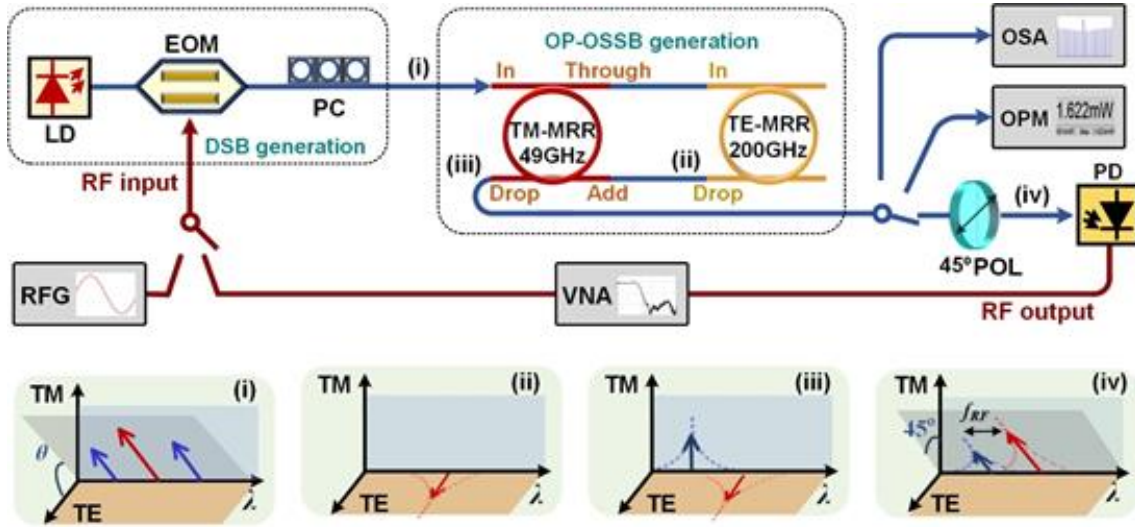 EOM
LD
PC
DSB generation
(i)
OP-OSSB generation
In
Through
In
TM-MRR
49GHz
TE-MRR
200GHz
(iii)
(ii)
Drop
Add
Drop
OSA
OPM
1.622mW
PD
(iv)
45°POL
RF input
RFG
VNA
RF output
TM
(i)
θ
TE
λ
TM
(ii)
TE
λ
TM
(iii)
TE
λ
TM
(iv)
45°
fRF
TE
λ